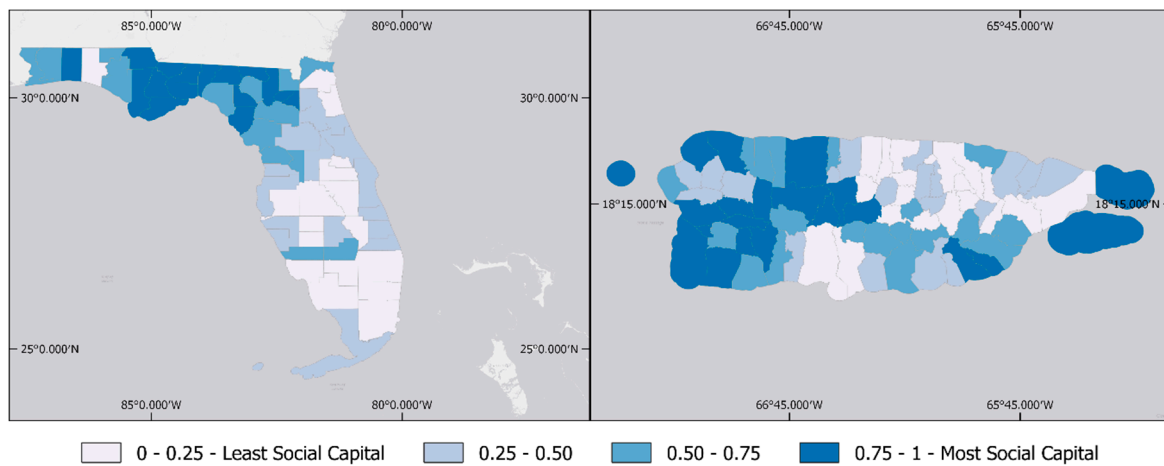 85°0.000'W 80°0.000'W 66°45.000'W 65°45.000'W
30°0.000'N 30°0.000'N
18°15.000'N 18°15.000'N
25°0.000'N 25°0.000'N
85°0.000'W 80°0.000'W 66°45.000'W 65°45.000'W
0 - 0.25 - Least Social Capital 0.25 - 0.50 0.50 - 0.75 0.75 - 1 - Most Social Capital